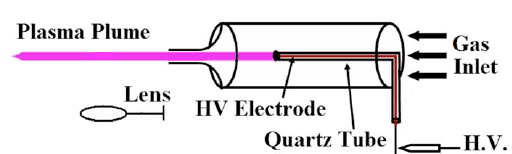 Plasma Plume
Gas
Inlet
Lens
HV Electrode
Quartz Tube
H.V.